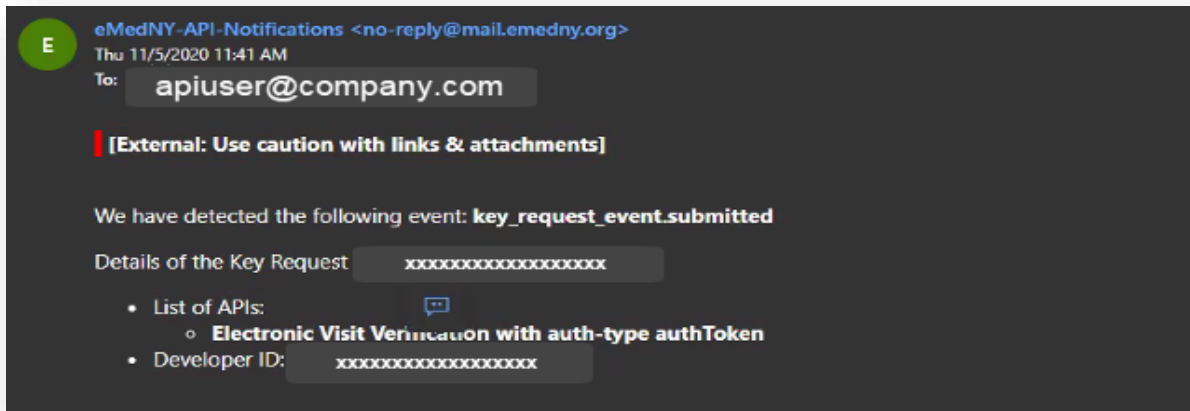 E
eMedNY-API-Notifications <no-reply@mail.emedny.org>
Thu 11/5/2020 11:41 AM
To: apiuser@company.com
[External: Use caution with links & attachments]
We have detected the following event: key_request_event.submitted
Details of the Key Request xxxxxxxxxxxxxxxxxx
• List of APIs:
◦ Electronic Visit Verification with auth-type authToken
• Developer ID: xxxxxxxxxxxxxxxxxx